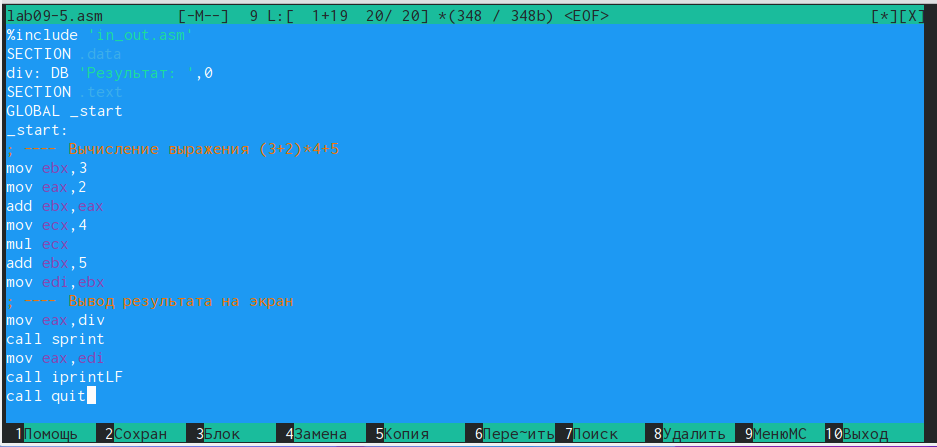 lab09-5.asm [-M--] 9 L:[ 1+19 20/ 20] *(348 / 348b) <EOF> [*][X]
%include 'in_out.asm'
SECTION .data
div: DB 'Результат: ',0
SECTION .text
GLOBAL _start
_start:
; ---- Вычисление выражения (3+2)*4+5
mov ebx,3
mov eax,2
add ebx,eax
mov ecx,4
mul ecx
add ebx,5
mov edi,ebx
; ---- Вывод результата на экран
mov eax,div
call sprint
mov eax,edi
call iprintLF
call quit
1Помощь 2Сохран 3Блок 4Замена 5Копия 6Пере~ить 7Поиск 8Удалить 9МенюMC 10Выход